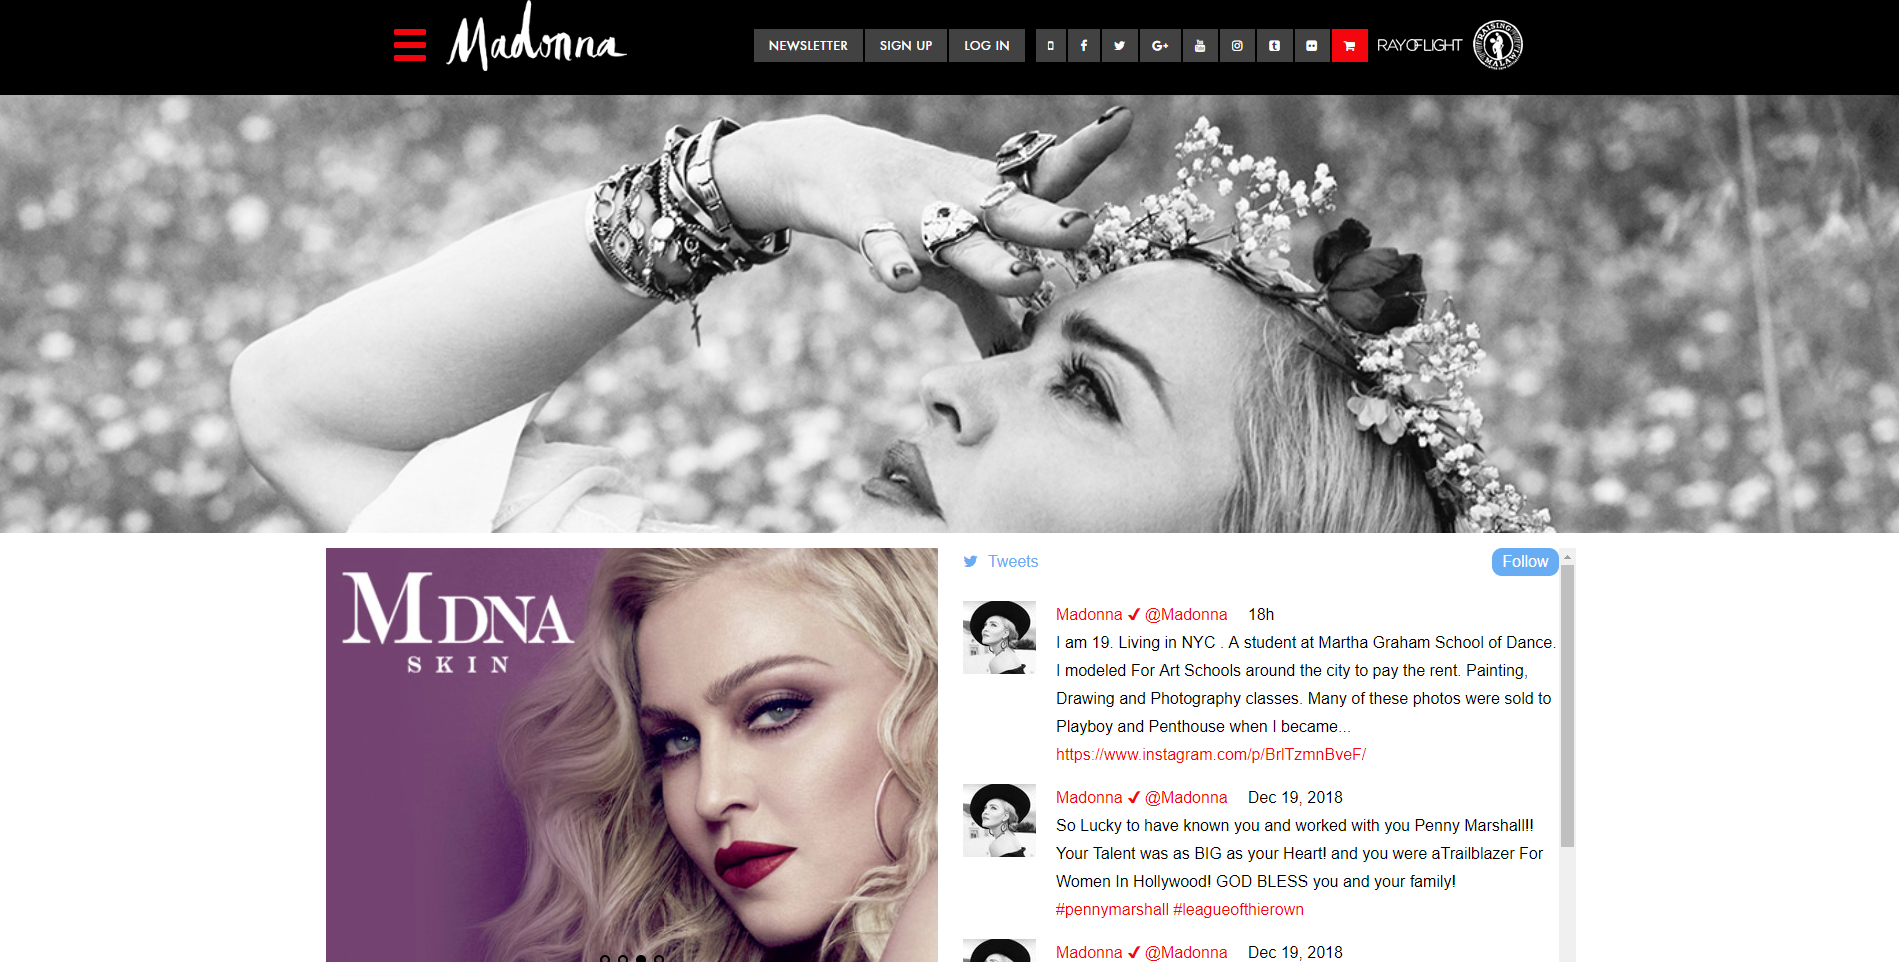 Madonna
NEWSLETTER
SIGN UP
LOG IN
RAYOFLIGHT
RAISING
MALAWI
MDNA
SKIN
Tweets
Follow
Madonna ✔ @Madonna 18h
I am 19. Living in NYC . A student at Martha Graham School of Dance.
I modeled For Art Schools around the city to pay the rent. Painting,
Drawing and Photography classes. Many of these photos were sold to
Playboy and Penthouse when I became...
https://www.instagram.com/p/BrlTzmnBveF/
Madonna ✔ @Madonna Dec 19, 2018
So Lucky to have known you and worked with you Penny Marshall!!
Your Talent was as BIG as your Heart! and you were aTrailblazer For
Women In Hollywood! GOD BLESS you and your family!
#pennymarshall #leagueofthierown
Madonna ✔ @Madonna Dec 19, 2018